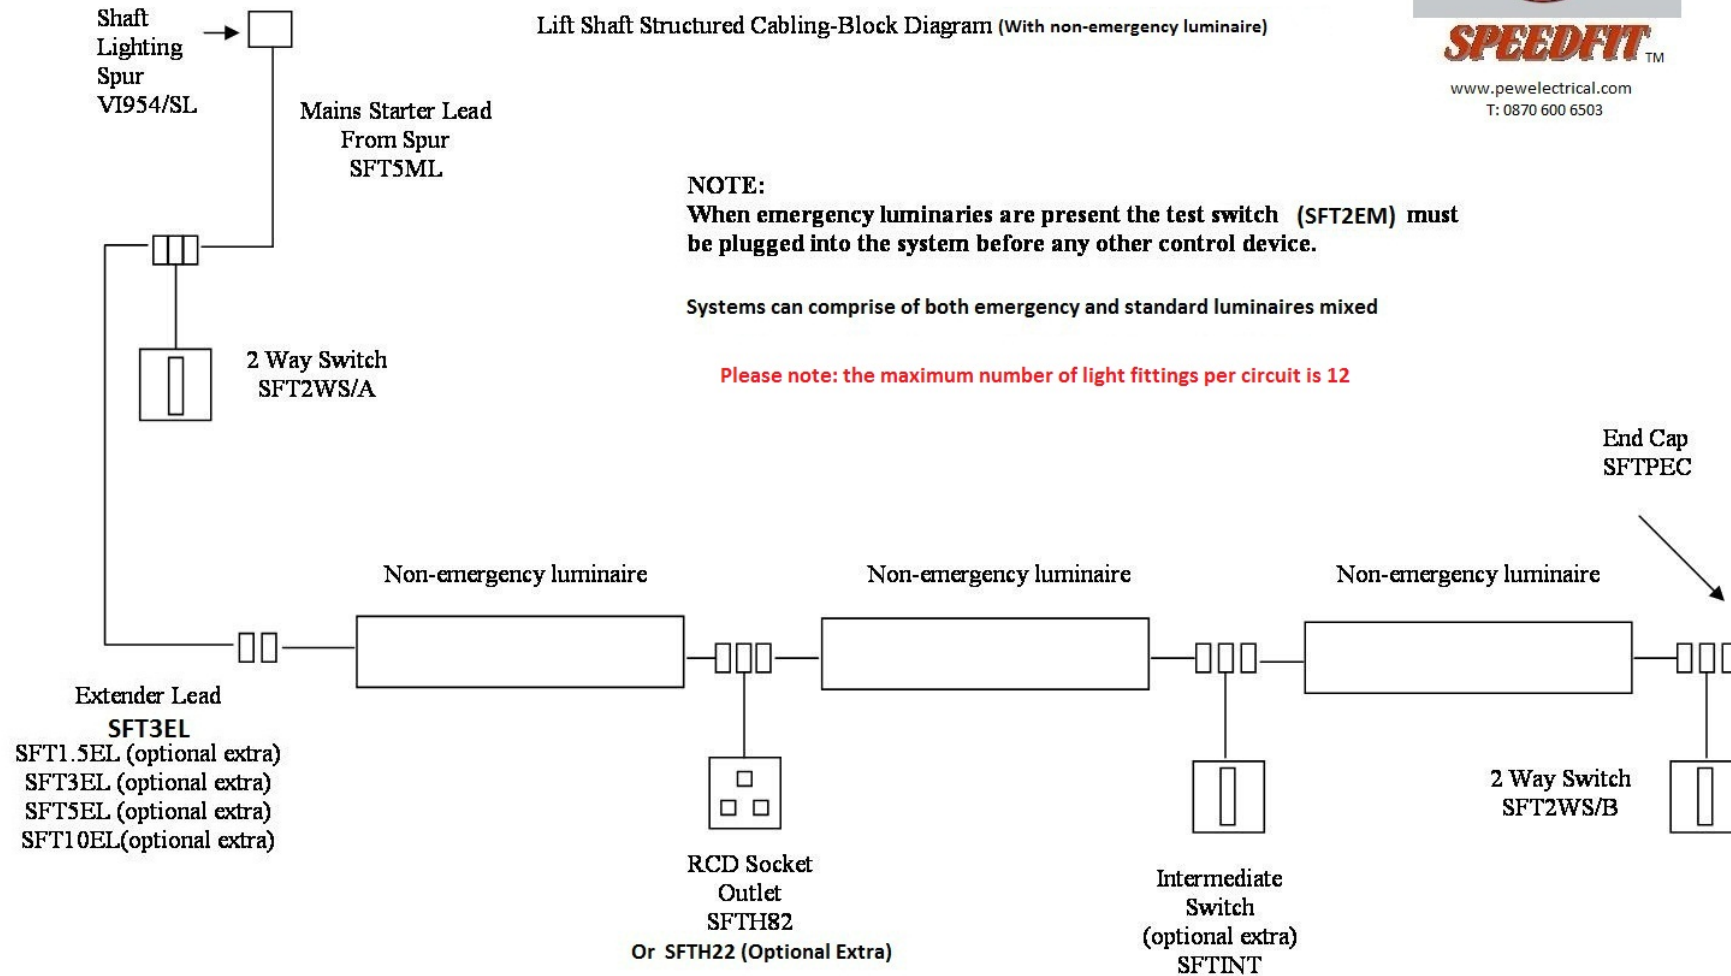 Shaft
Lighting
Spur
VI954/SL
Lift Shaft Structured Cabling-Block Diagram (With non-emergency luminaire)
SPEEDFIT TM
www.pewelectrical.com
T: 0870 600 6503
Mains Starter Lead
From Spur
SFT5ML
NOTE:
When emergency luminaries are present the test switch (SFT2EM) must
be plugged into the system before any other control device.
Systems can comprise of both emergency and standard luminaires mixed
2 Way Switch
SFT2WS/A
Please note: the maximum number of light fittings per circuit is 12
End Cap
SFTPEC
Non-emergency luminaire
Non-emergency luminaire
Non-emergency luminaire
Extender Lead
SFT3EL
SFT1.5EL (optional extra)
SFT3EL (optional extra)
SFT5EL (optional extra)
SFT10EL(optional extra)
RCD Socket
Outlet
SFTH82
Or SFTH22 (Optional Extra)
Intermediate
Switch
(optional extra)
SFTINT
2 Way Switch
SFT2WS/B